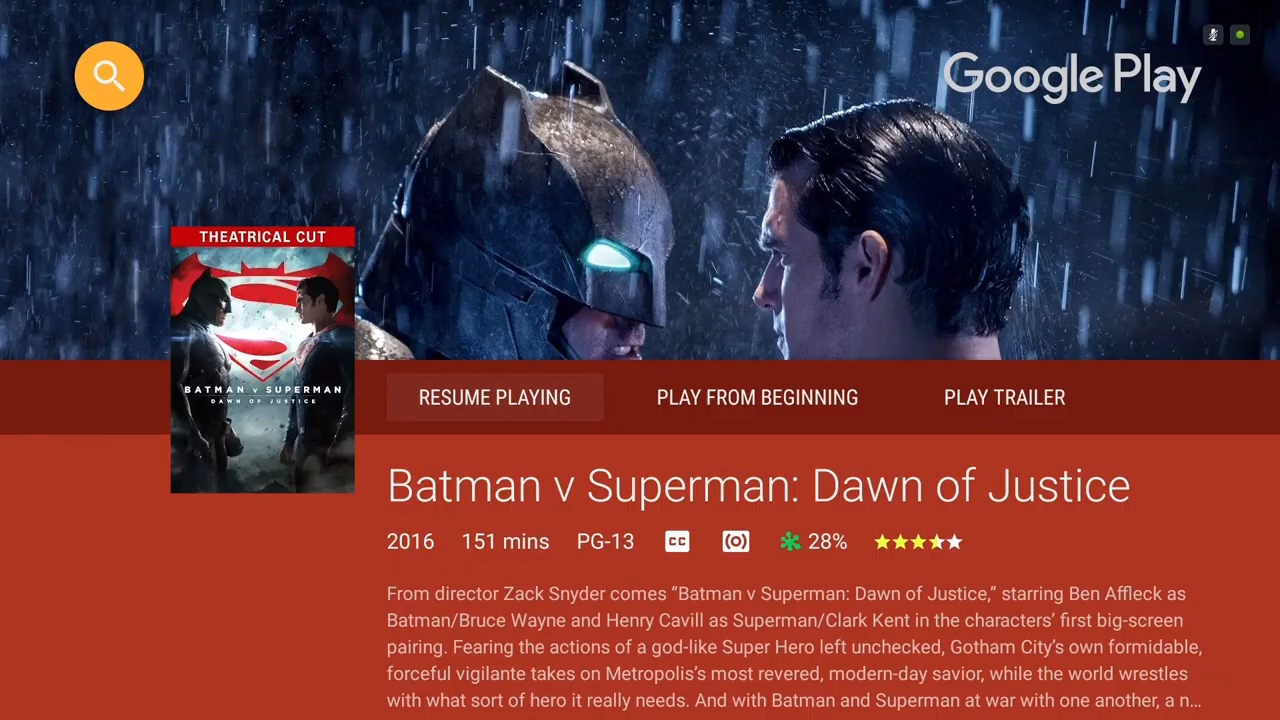 Google Play
THEATRICAL CUT
BATMAN V SUPERMAN
DAWN OF JUSTICE
RESUME PLAYING
PLAY FROM BEGINNING
PLAY TRAILER
Batman v Superman: Dawn of Justice
2016 151 mins PG-13 CC 28%
From director Zack Snyder comes “Batman v Superman: Dawn of Justice,” starring Ben Affleck as
Batman/Bruce Wayne and Henry Cavill as Superman/Clark Kent in the characters’ first big-screen
pairing. Fearing the actions of a god-like Super Hero left unchecked, Gotham City’s own formidable,
forceful vigilante takes on Metropolis’s most revered, modern-day savior, while the world wrestles
with what sort of hero it really needs. And with Batman and Superman at war with one another, a n...